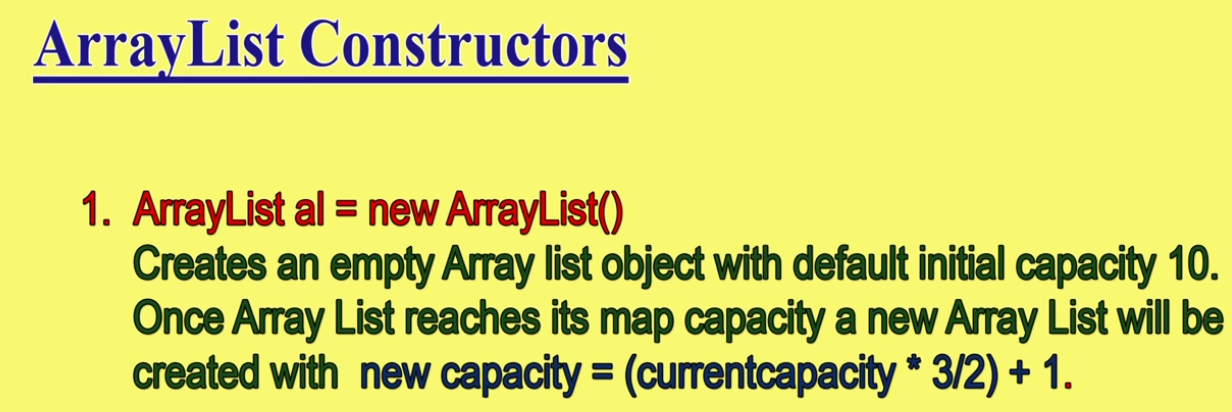 ArrayList Constructors
1. ArrayList al = new ArrayList()
Creates an empty Array list object with default initial capacity 10.
Once Array List reaches its map capacity a new Array List will be
created with new capacity = (currentcapacity * 3/2) + 1.